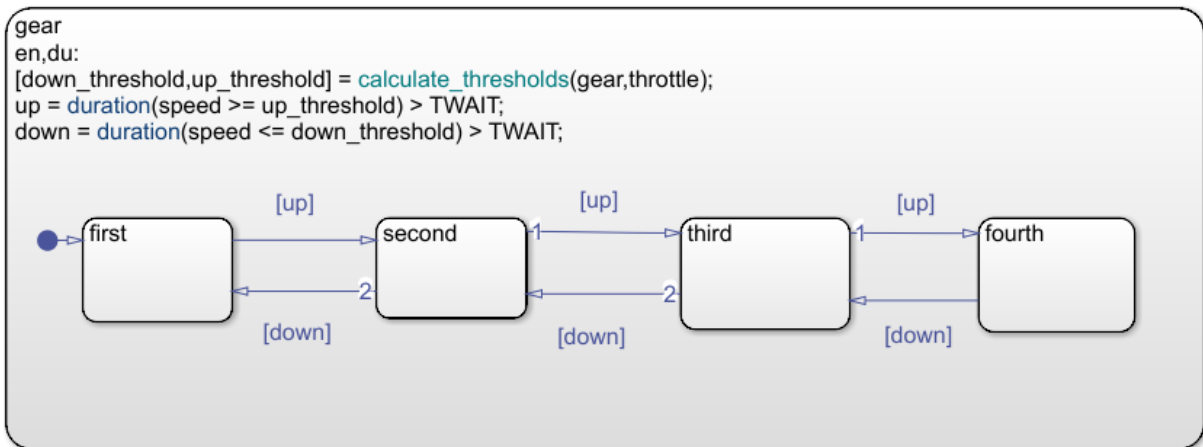 gear
en,du:
[down_threshold,up_threshold] = calculate_thresholds(gear,throttle);
up = duration(speed >= up_threshold) > TWAIT;
down = duration(speed <= down_threshold) > TWAIT;
[up]
[up]
[up]
first
second
1
third
1
fourth
2
2
[down]
[down]
[down]